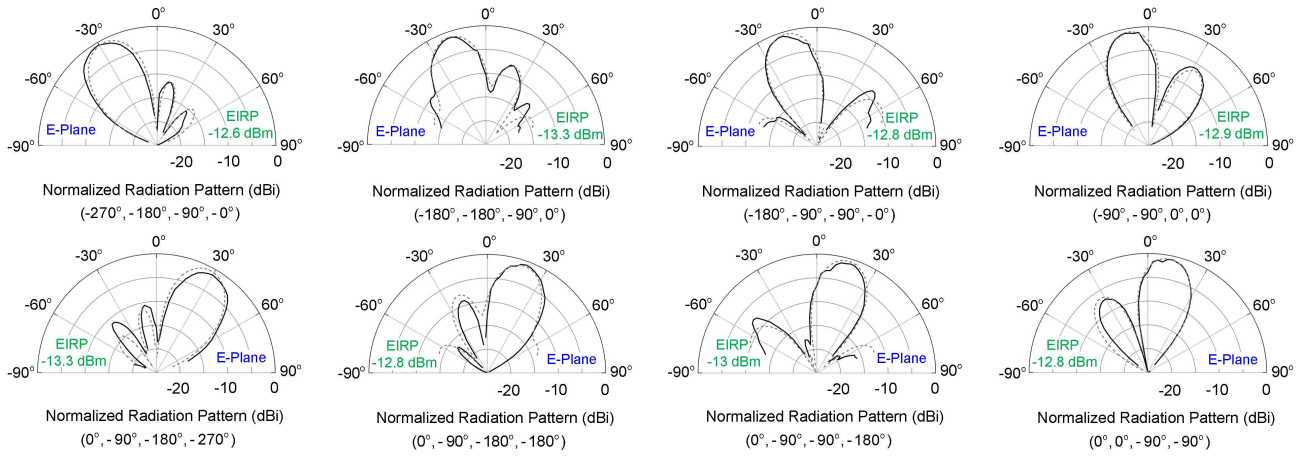 0° 0° 0° 0°
-30° 30° -30° 30° -30° 30° -30° 30°
-60° 60° -60° 60° -60° 60° -60° 60°
E-Plane EIRP -12.6 dBm E-Plane EIRP -13.3 dBm E-Plane EIRP -12.8 dBm E-Plane EIRP -12.9 dBm
-90° 90° -90° 90° -90° 90° -90° 90°
-20 -10 0 -20 -10 0 -20 -10 0 -20 -10 0
Normalized Radiation Pattern (dBi) Normalized Radiation Pattern (dBi) Normalized Radiation Pattern (dBi) Normalized Radiation Pattern (dBi)
(-270°,-180°,-90°,-0°) (-180°,-180°,-90°,0°) (-180°,-90°,-90°,-0°) (-90°,-90°,0°,0°)
0° 0° 0° 0°
-30° 30° -30° 30° -30° 30° -30° 30°
-60° 60° -60° 60° -60° 60° -60° 60°
EIRP -13.3 dBm E-Plane EIRP -12.8 dBm E-Plane EIRP -13 dBm E-Plane EIRP -12.8 dBm E-Plane
-90° 90° -90° 90° -90° 90° -90° 90°
-20 -10 0 -20 -10 0 -20 -10 0 -20 -10 0
Normalized Radiation Pattern (dBi) Normalized Radiation Pattern (dBi) Normalized Radiation Pattern (dBi) Normalized Radiation Pattern (dBi)
(0°,-90°,-180°,-270°) (0°,-90°,-180°,-180°) (0°,-90°,-90°,-180°) (0°,0°,-90°,-90°)